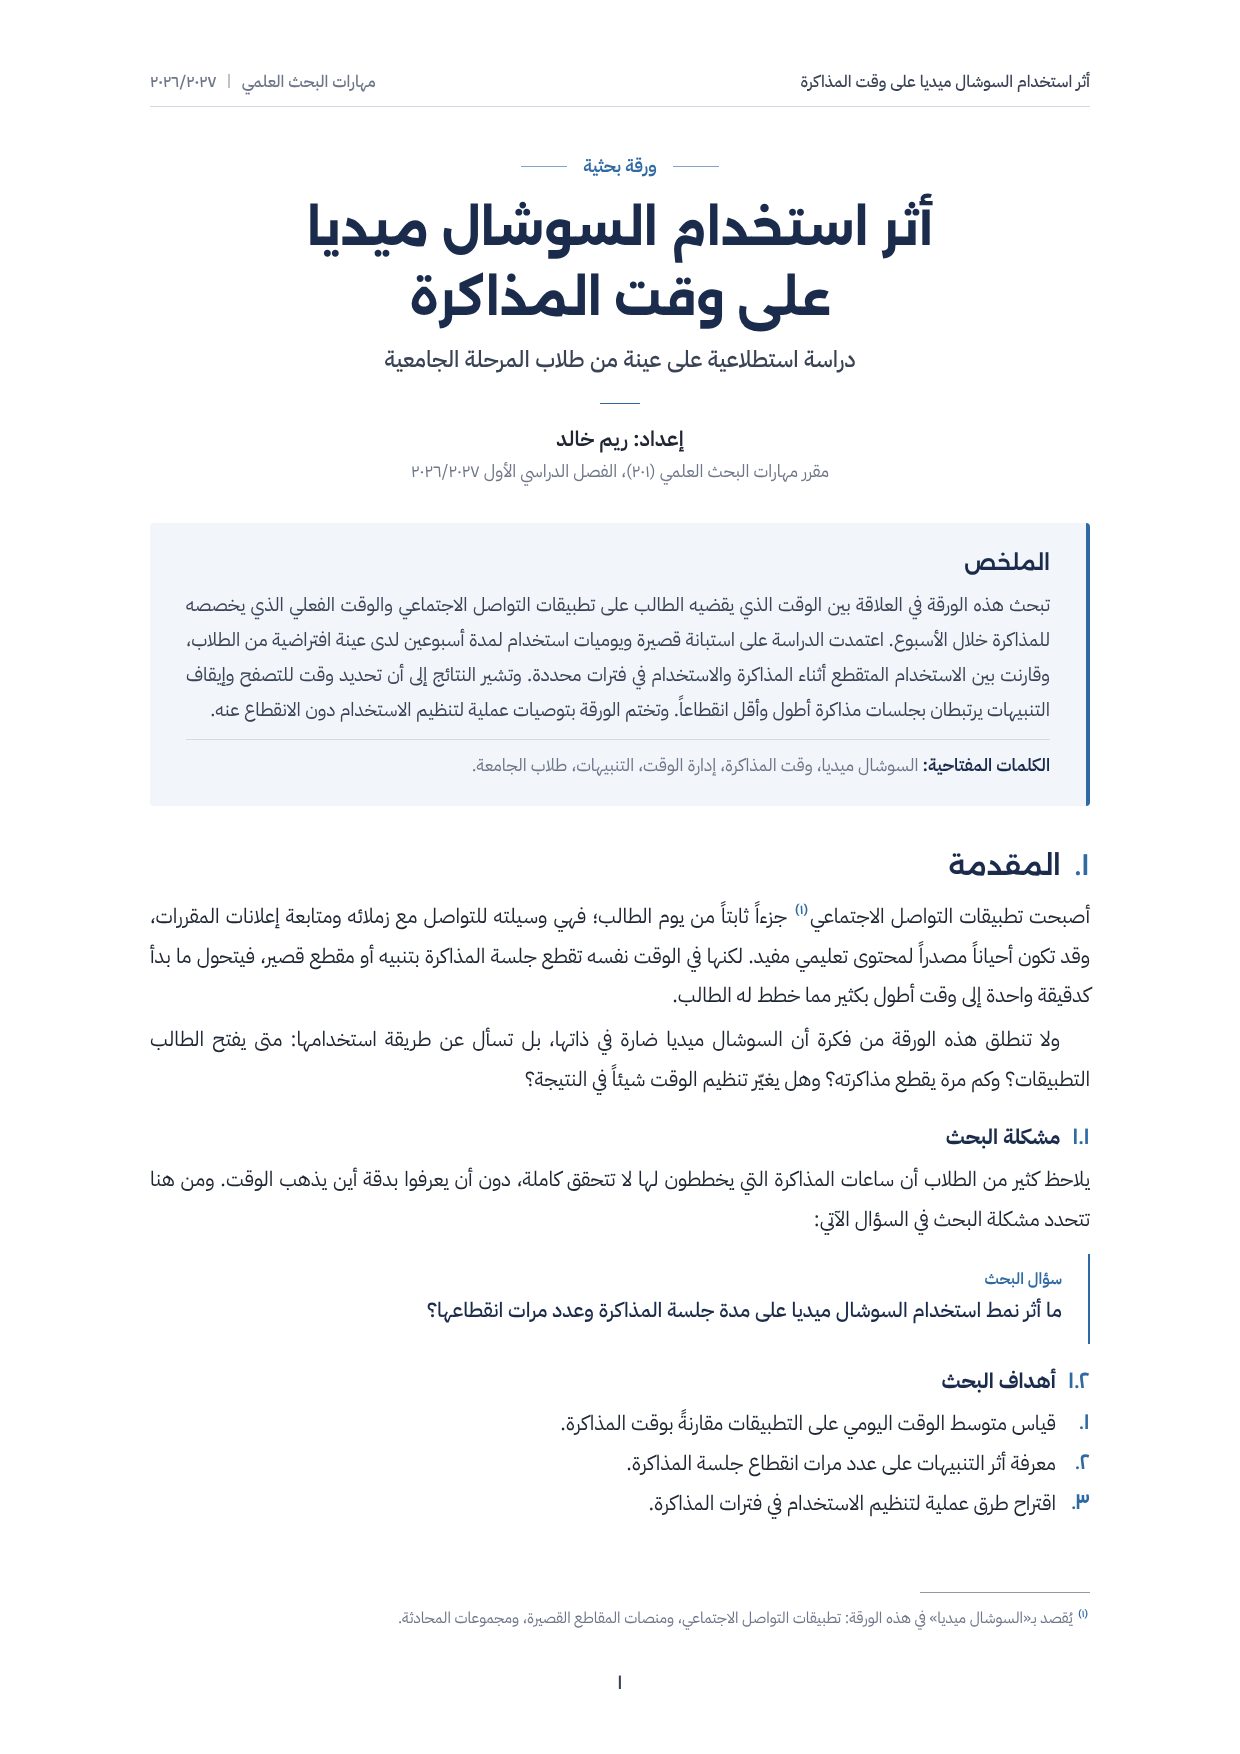 أثر استخدام السوشال ميديا على وقت المذاكرة
مهارات البحث العلمي | ٢٠٢٦/٢٠٢٧
ورقة بحثية
أثر استخدام السوشال ميديا
على وقت المذاكرة
دراسة استطلاعية على عينة من طلاب المرحلة الجامعية
إعداد: ريم خالد
مقرر مهارات البحث العلمي (٢٠١)، الفصل الدراسي الأول ٢٠٢٦/٢٠٢٧
الملخص
تبحث هذه الورقة في العلاقة بين الوقت الذي يقضيه الطالب على تطبيقات التواصل الاجتماعي والوقت الفعلي الذي يخصصه
للمذاكرة خلال الأسبوع. اعتمدت الدراسة على استبانة قصيرة ويوميات استخدام لمدة أسبوعين لدى عينة افتراضية من الطلاب،
وقارنت بين الاستخدام المتقطع أثناء المذاكرة والاستخدام في فترات محددة. وتشير النتائج إلى أن تحديد وقت للتصفح وإيقاف
التنبيهات يرتبطان بجلسات مذاكرة أطول وأقل انقطاعاً. وتختم الورقة بتوصيات عملية لتنظيم الاستخدام دون الانقطاع عنه.
الكلمات المفتاحية: السوشال ميديا، وقت المذاكرة، إدارة الوقت، التنبيهات، طلاب الجامعة.
١. المقدمة
أصبحت تطبيقات التواصل الاجتماعي(١) جزءاً ثابتاً من يوم الطالب؛ فهي وسيلته للتواصل مع زملائه ومتابعة إعلانات المقررات،
وقد تكون أحياناً مصدراً لمحتوى تعليمي مفيد. لكنها في الوقت نفسه تقطع جلسة المذاكرة بتنبيه أو مقطع قصير، فيتحول ما بدأ
كدقيقة واحدة إلى وقت أطول بكثير مما خطط له الطالب.
ولا تنطلق هذه الورقة من فكرة أن السوشال ميديا ضارة في ذاتها، بل تسأل عن طريقة استخدامها: متى يفتح الطالب
التطبيقات؟ وكم مرة يقطع مذاكرته؟ وهل يغيّر تنظيم الوقت شيئاً في النتيجة؟
١.١ مشكلة البحث
يلاحظ كثير من الطلاب أن ساعات المذاكرة التي يخططون لها لا تتحقق كاملة، دون أن يعرفوا بدقة أين يذهب الوقت. ومن هنا
تتحدد مشكلة البحث في السؤال الآتي:
سؤال البحث
ما أثر نمط استخدام السوشال ميديا على مدة جلسة المذاكرة وعدد مرات انقطاعها؟
١.٢ أهداف البحث
١. قياس متوسط الوقت اليومي على التطبيقات مقارنةً بوقت المذاكرة.
٢. معرفة أثر التنبيهات على عدد مرات انقطاع جلسة المذاكرة.
٣. اقتراح طرق عملية لتنظيم الاستخدام في فترات المذاكرة.
(١) يُقصد بـ«السوشال ميديا» في هذه الورقة: تطبيقات التواصل الاجتماعي، ومنصات المقاطع القصيرة، ومجموعات المحادثة.
١